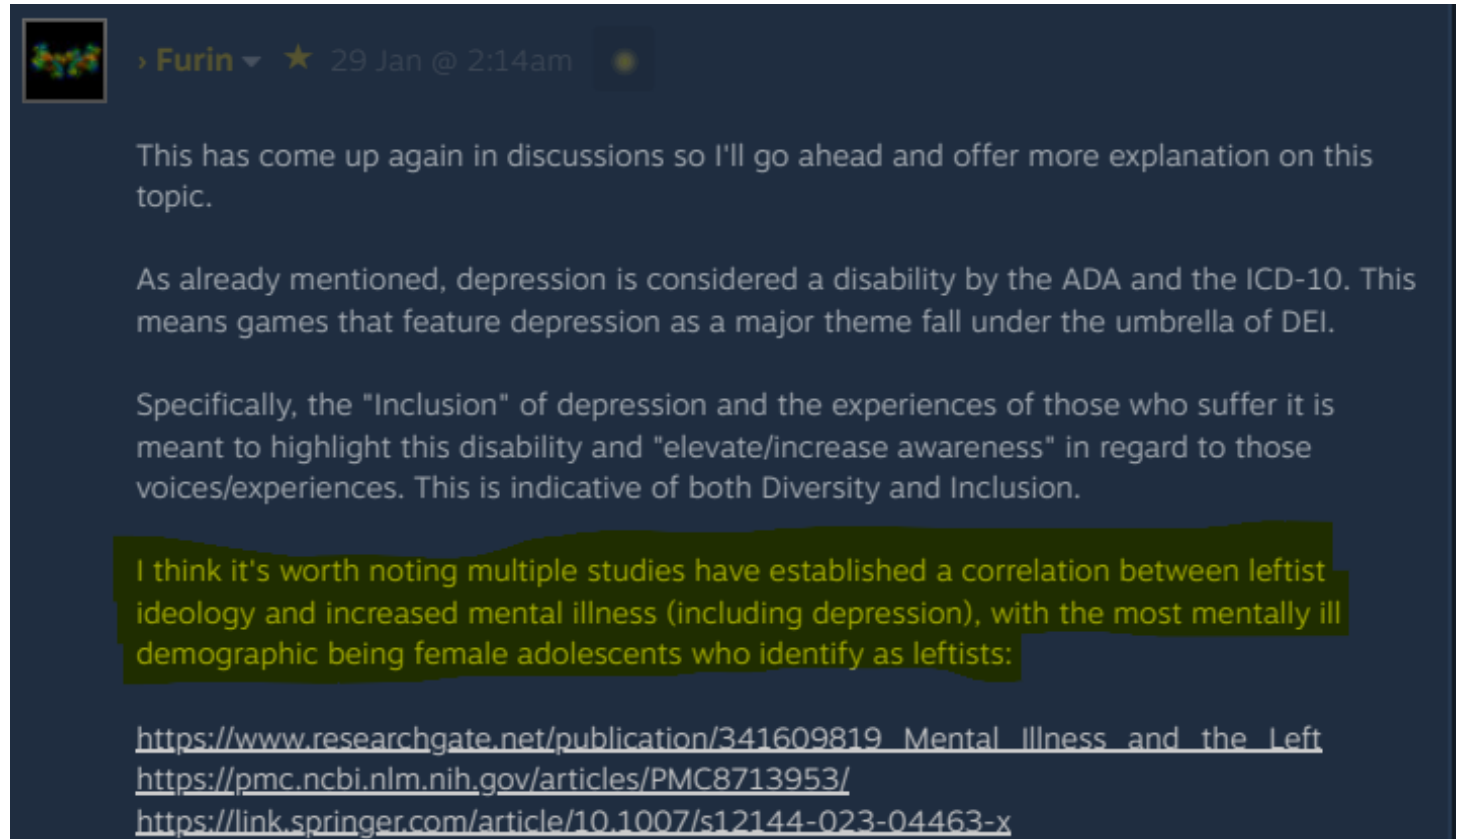 › Furin 29 Jan @ 2:14am
This has come up again in discussions so I'll go ahead and offer more explanation on this
topic.
As already mentioned, depression is considered a disability by the ADA and the ICD-10. This
means games that feature depression as a major theme fall under the umbrella of DEI.
Specifically, the "Inclusion" of depression and the experiences of those who suffer it is
meant to highlight this disability and "elevate/increase awareness" in regard to those
voices/experiences. This is indicative of both Diversity and Inclusion.
I think it's worth noting multiple studies have established a correlation between leftist
ideology and increased mental illness (including depression), with the most mentally ill
demographic being female adolescents who identify as leftists:
https://www.researchgate.net/publication/341609819_Mental_Illness_and_the_Left
https://pmc.ncbi.nlm.nih.gov/articles/PMC8713953/
https://link.springer.com/article/10.1007/s12144-023-04463-x